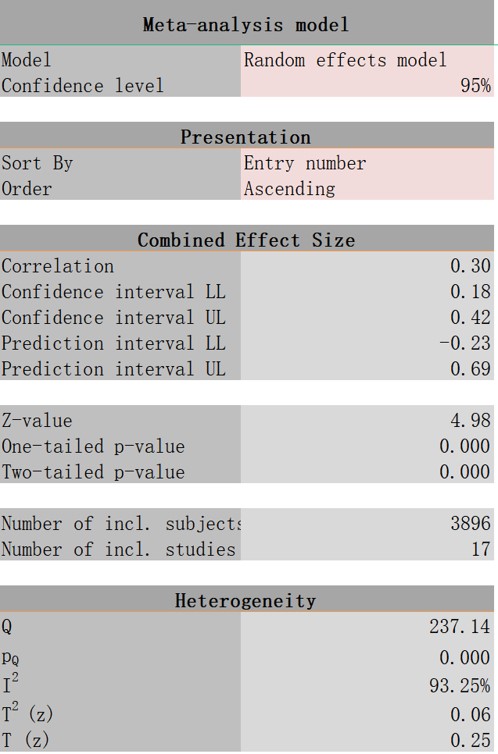 Meta-analysis model
Model Random effects model
Confidence level 95%
Presentation
Sort By Entry number
Order Ascending
Combined Effect Size
Correlation 0.30
Confidence interval LL 0.18
Confidence interval UL 0.42
Prediction interval LL -0.23
Prediction interval UL 0.69
Z-value 4.98
One-tailed p-value 0.000
Two-tailed p-value 0.000
Number of incl. subjects 3896
Number of incl. studies 17
Heterogeneity
Q 237.14
pQ 0.000
I² 93.25%
T² (z) 0.06
T (z) 0.25